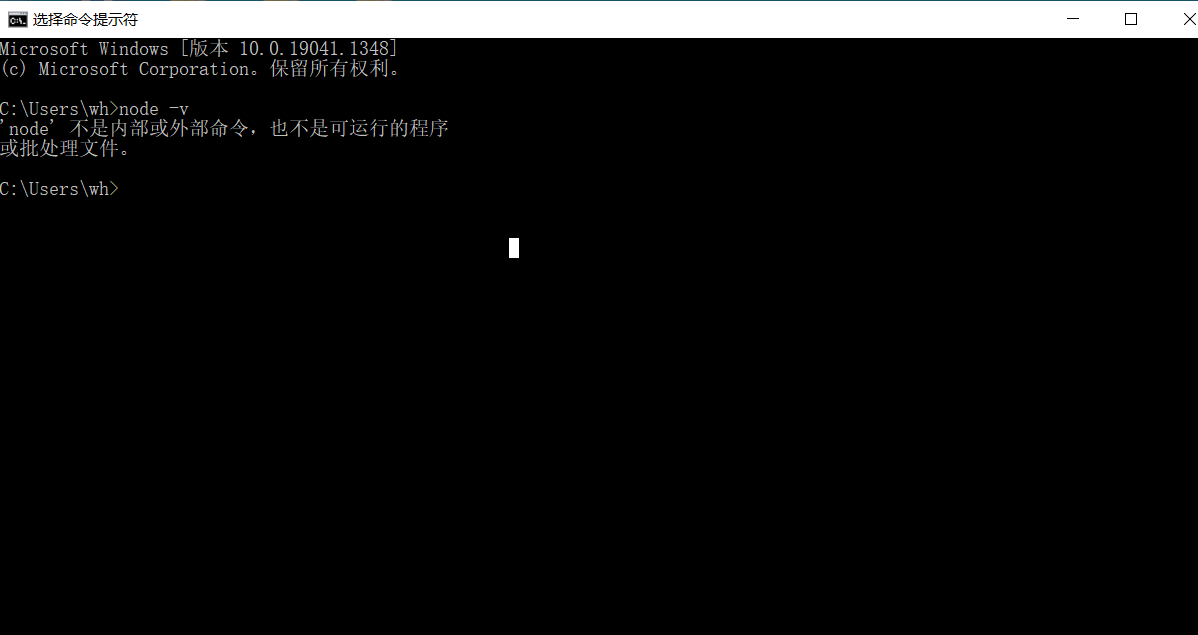 选择命令提示符
Microsoft Windows [版本 10.0.19041.1348]
(c) Microsoft Corporation。保留所有权利。
C:\Users\wh>node -v
'node' 不是内部或外部命令，也不是可运行的程序
或批处理文件。
C:\Users\wh>